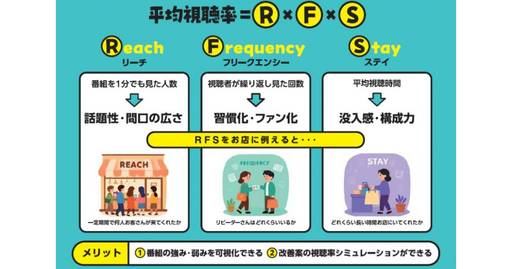 平均視聴率=R×F×S
Reach
リーチ
Frequency
フリークエンシー
Stay
ステイ
番組を1分でも見た人数
話題性・間口の広さ
視聴者が繰り返し見た回数
習慣化・ファン化
平均視聴時間
没入感・構成力
RFSをお店に例えると・・・
REACH
FREQUENCY
STAY
一定期間で何人お客さんが来てくれたか
リピーターさんはどれくらいいるか
どれくらい長い時間お店にいてくれたか
メリット
①番組の強み・弱みを可視化できる ②改善案の視聴率シミュレーションができる